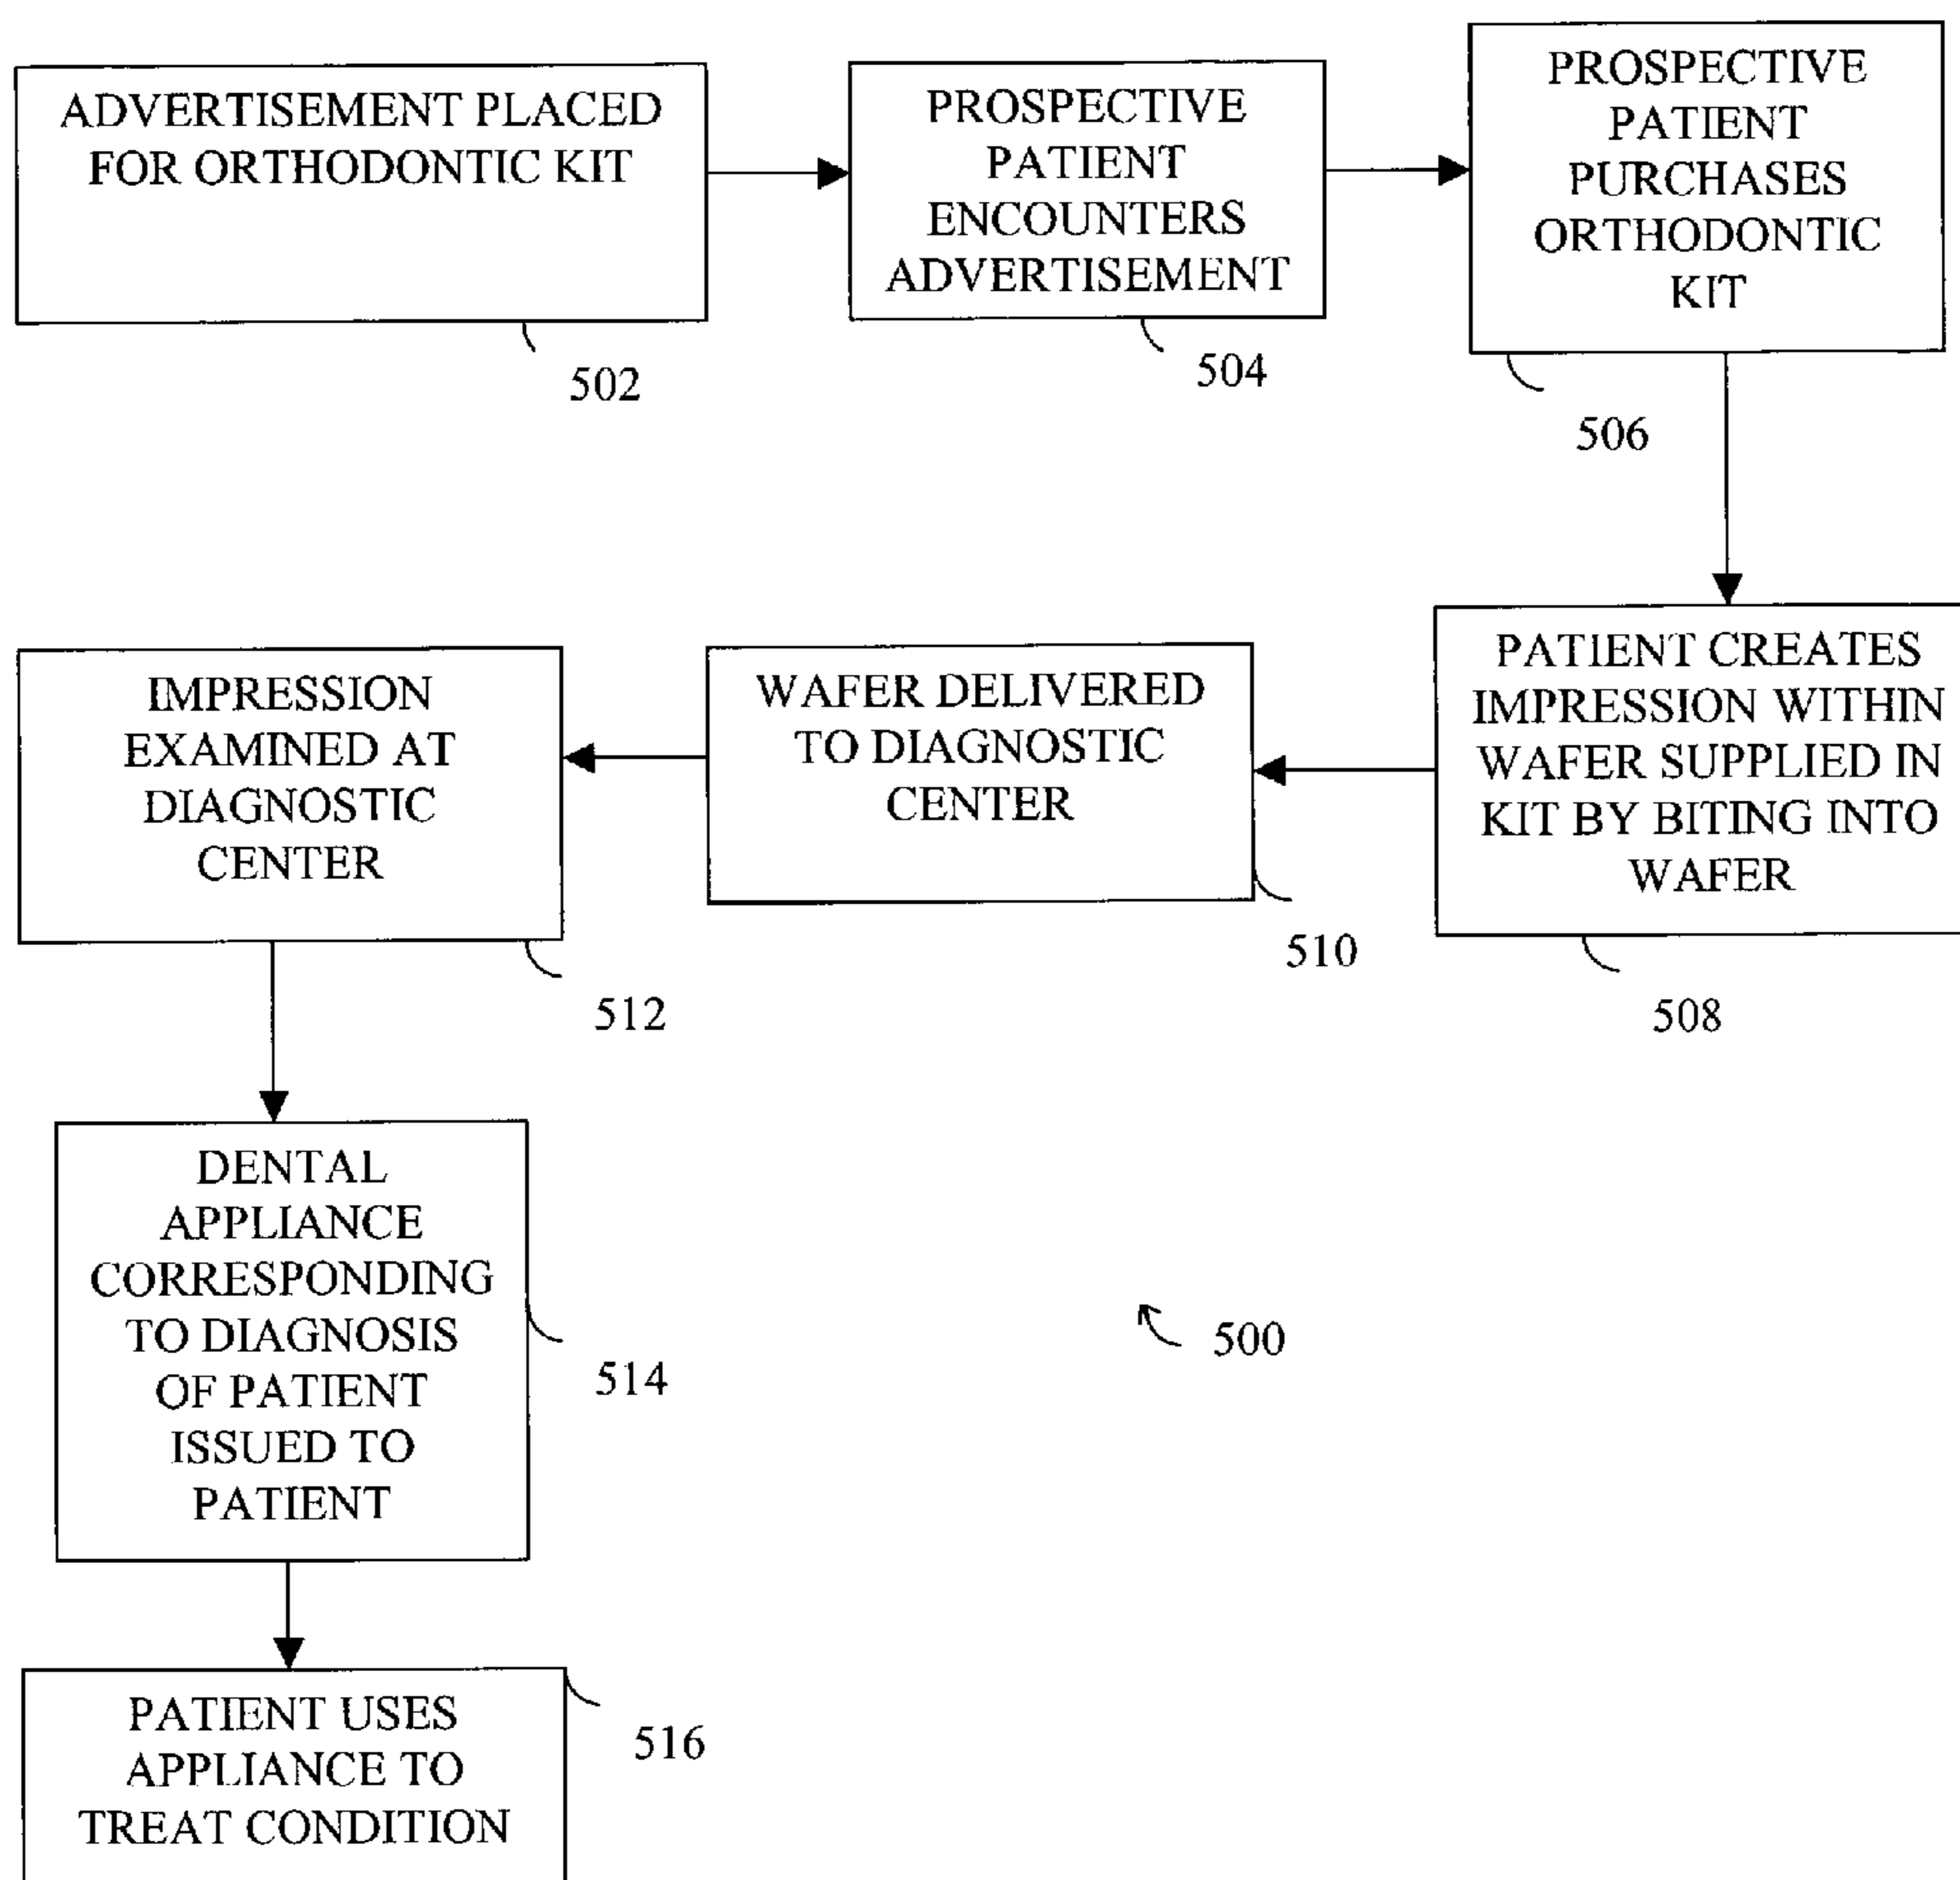 ADVERTISEMENT PLACED
FOR ORTHODONTIC KIT
502
PROSPECTIVE
PATIENT
ENCOUNTERS
ADVERTISEMENT
504
PROSPECTIVE
PATIENT
PURCHASES
ORTHODONTIC
KIT
506
PATIENT CREATES
IMPRESSION WITHIN
WAFER SUPPLIED IN
KIT BY BITING INTO
WAFER
508
WAFER DELIVERED
TO DIAGNOSTIC
CENTER
510
IMPRESSION
EXAMINED AT
DIAGNOSTIC
CENTER
512
DENTAL
APPLIANCE
CORRESPONDING
TO DIAGNOSIS
OF PATIENT
ISSUED TO
PATIENT
514
500
PATIENT USES
APPLIANCE TO
TREAT CONDITION
516